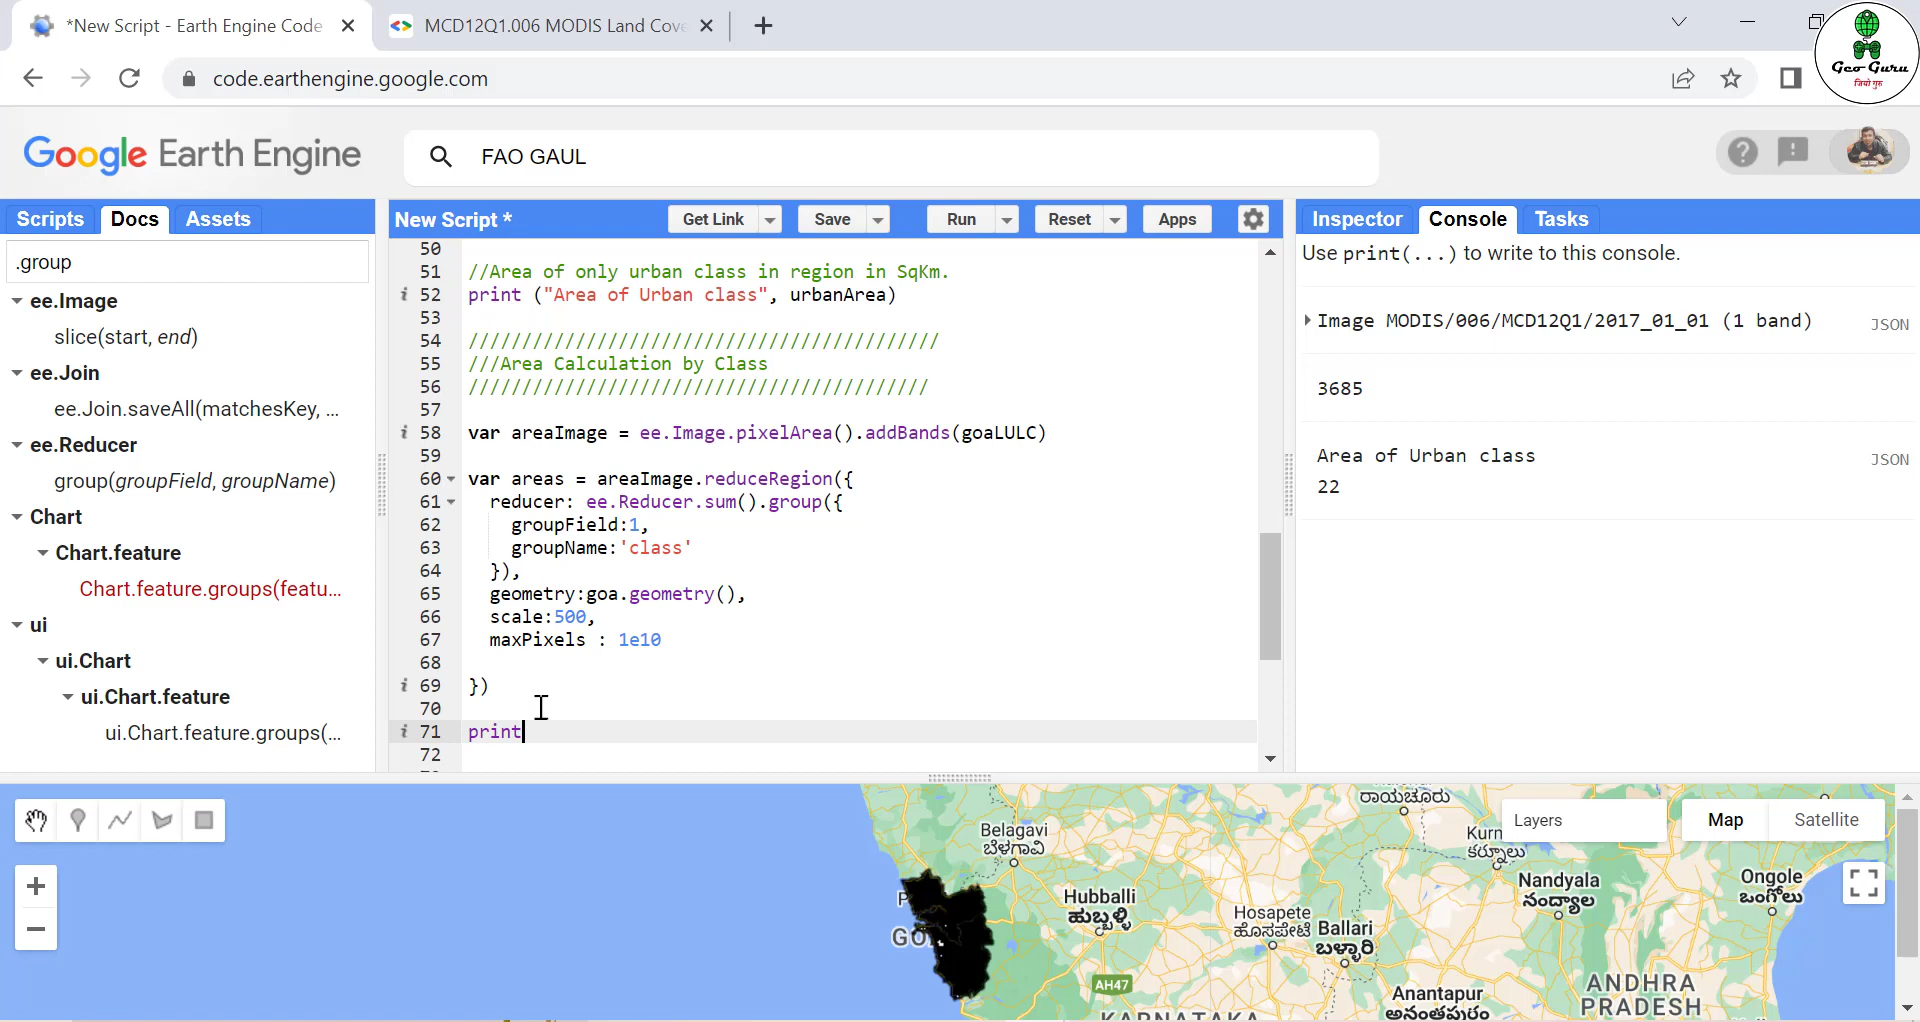 *New Script - Earth Engine Code
MCD12Q1.006 MODIS Land Cove
code.earthengine.google.com
Geo Guru
जियो गुरु
Google Earth Engine
FAO GAUL
Scripts
Docs
Assets
New Script *
Get Link
Save
Run
Reset
Apps
Inspector
Console
Tasks
.group
ee.Image
slice(start, end)
ee.Join
ee.Join.saveAll(matchesKey, ...
ee.Reducer
group(groupField, groupName)
Chart
Chart.feature
Chart.feature.groups(featu...
ui
ui.Chart
ui.Chart.feature
ui.Chart.feature.groups(...
50
51 //Area of only urban class in region in SqKm.
i 52 print ("Area of Urban class", urbanArea)
53
54 ////////////////////////////////////////////
55 ///Area Calculation by Class
56 ///////////////////////////////////////////
57
i 58 var areaImage = ee.Image.pixelArea().addBands(goaLULC)
59
60 var areas = areaImage.reduceRegion({
61 reducer: ee.Reducer.sum().group({
62 groupField:1,
63 groupName:'class'
64 }),
65 geometry:goa.geometry(),
66 scale:500,
67 maxPixels : 1e10
68
i 69 })
70
i 71 print
72
Use print(...) to write to this console.
Image MODIS/006/MCD12Q1/2017_01_01 (1 band)
JSON
3685
Area of Urban class
JSON
22
Layers
Map
Satellite
ರಾಯಚೂರು
Belagavi
ಬೆಳಗಾವಿ
Kurn
కర్నూలు
Nandyala
నంద్యాల
Ongole
ఒంగోలు
Hubballi
ಹುಬ್ಬಳ್ಳಿ
Hosapete
ಹೊಸಪೇಟೆ
Ballari
ಬಳ್ಳಾರಿ
AH47
Anantapur
అనంతపురం
ANDHRA
PRADESH
KARNATAKA